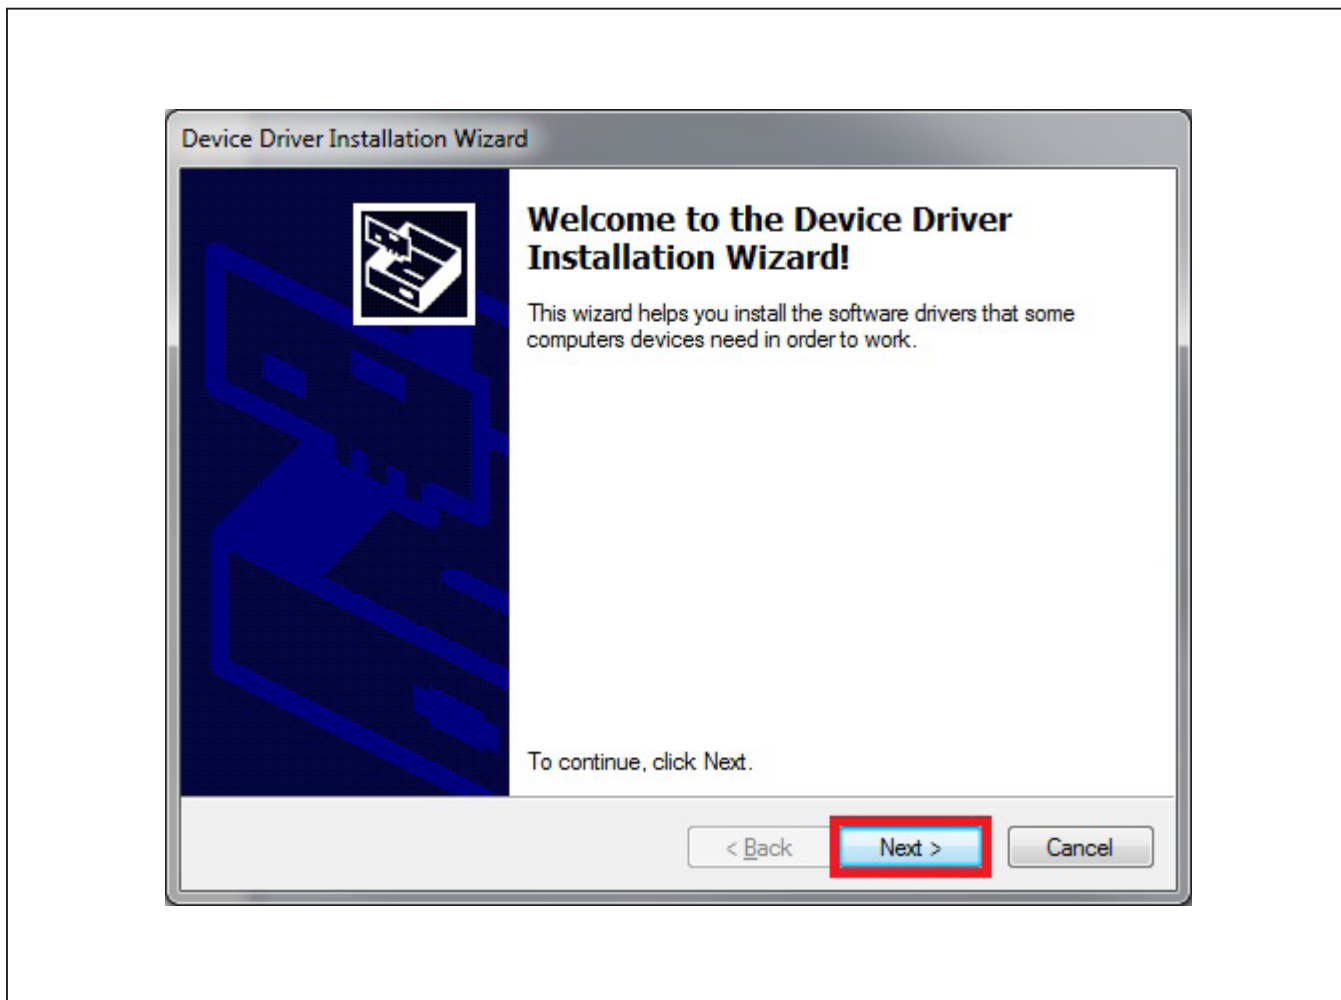 Device Driver Installation Wizard
Welcome to the Device Driver
Installation Wizard!
This wizard helps you install the software drivers that some
computers devices need in order to work.
To continue, click Next.
< Back
Next >
Cancel